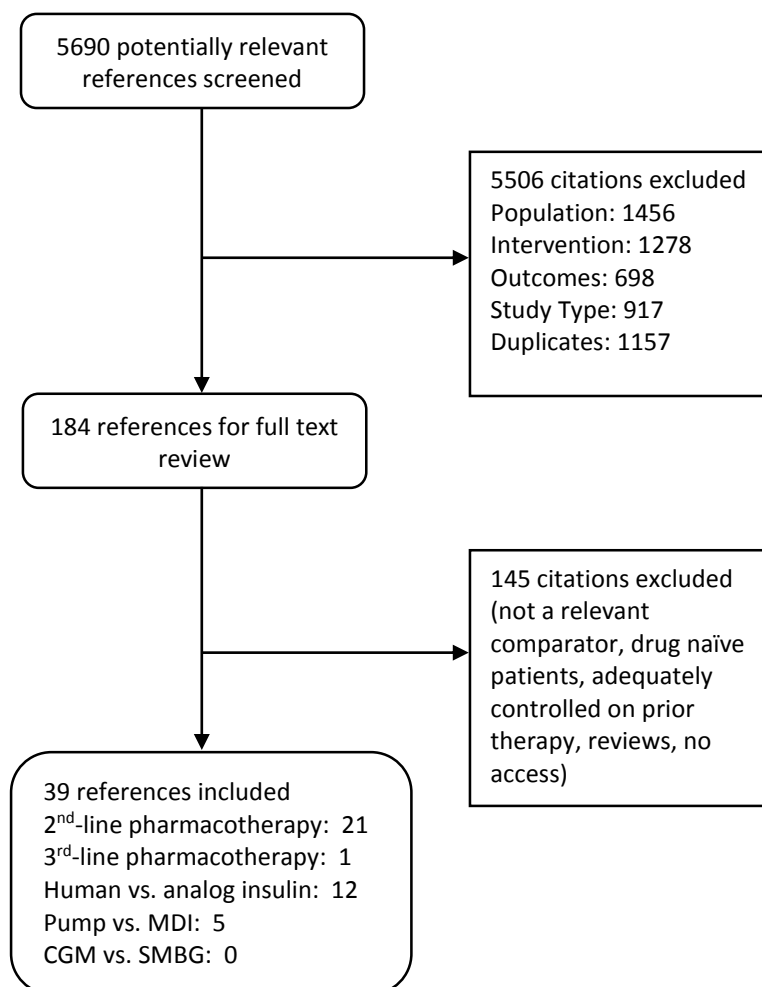 5690 potentially relevant
references screened
5506 citations excluded
Population: 1456
Intervention: 1278
Outcomes: 698
Study Type: 917
Duplicates: 1157
184 references for full text
review
145 citations excluded
(not a relevant
comparator, drug naïve
patients, adequately
controlled on prior
therapy, reviews, no
access)
39 references included
2nd-line pharmacotherapy: 21
3rd-line pharmacotherapy: 1
Human vs. analog insulin: 12
Pump vs. MDI: 5
CGM vs. SMBG: 0